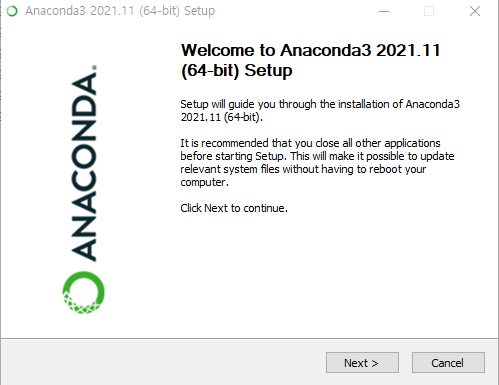 Anaconda3 2021.11 (64-bit) Setup
Welcome to Anaconda3 2021.11
(64-bit) Setup
ANACONDA.
Setup will guide you through the installation of Anaconda3
2021.11 (64-bit).
It is recommended that you close all other applications
before starting Setup. This will make it possible to update
relevant system files without having to reboot your
computer.
Click Next to continue.
Next >
Cancel